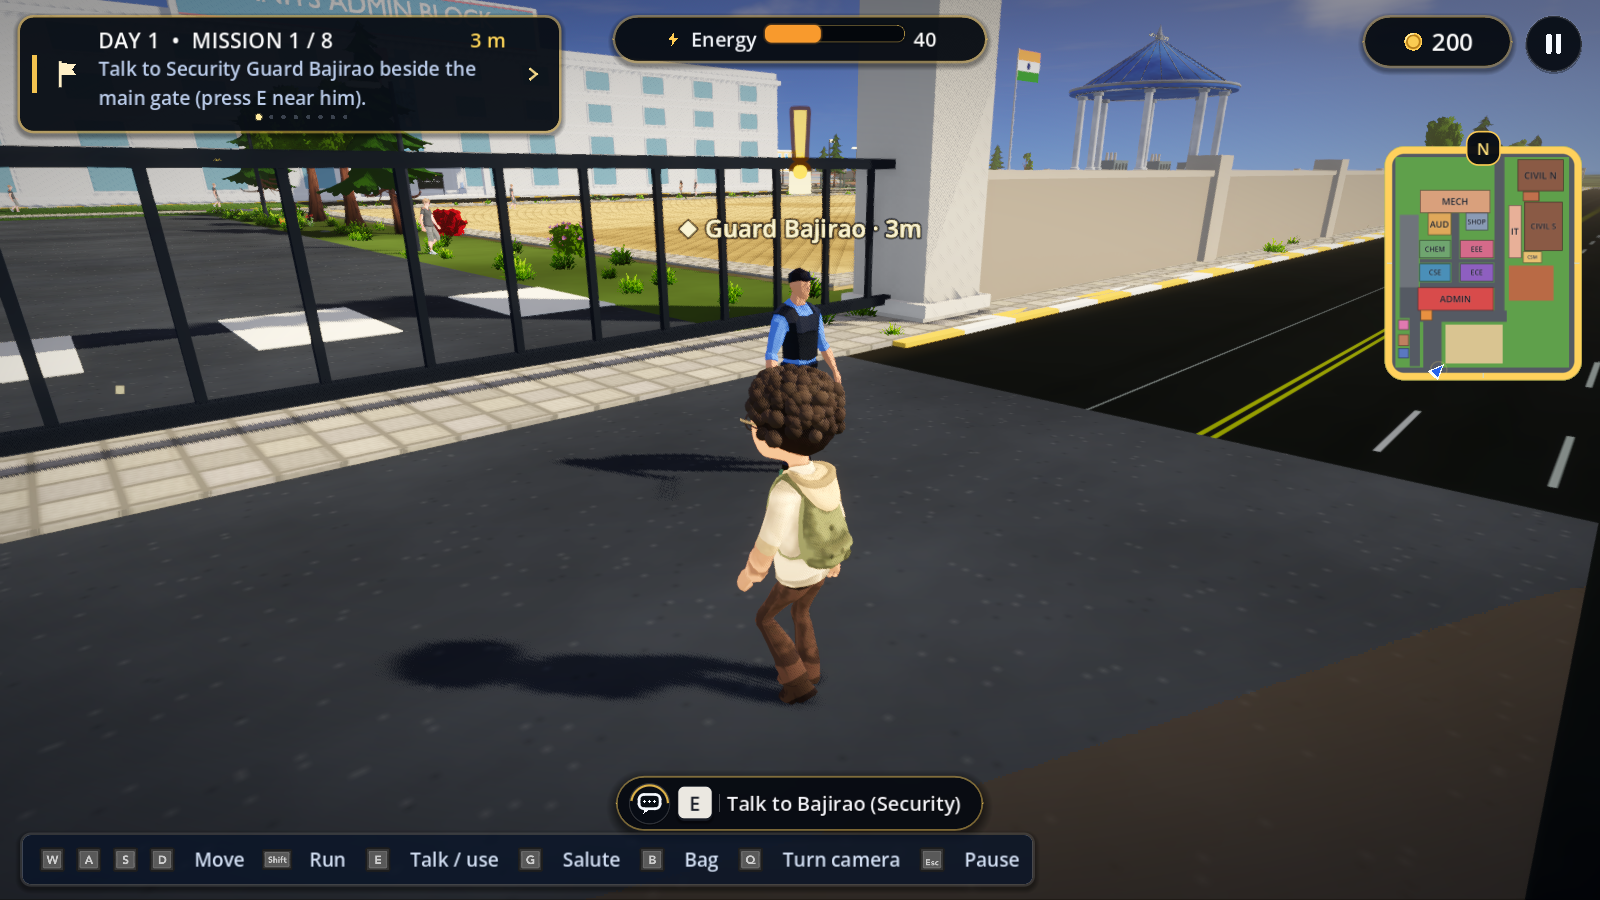 ADMIN BLOCK
DAY 1 • MISSION 1 / 8
3 m
Talk to Security Guard Bajirao beside the
main gate (press E near him).
Energy
40
200
N
CIVIL N
MECH
AUD
SHOP
IT
CIVIL S
CHEM
EEE
CSE
ECE
ADMIN
◆ Guard Bajirao · 3m
E
Talk to Bajirao (Security)
W A S D Move Shift Run E Talk / use G Salute B Bag Q Turn camera Esc Pause